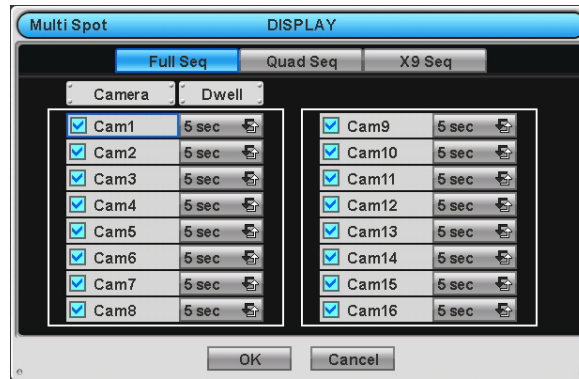 Multi Spot DISPLAY
Full Seq Quad Seq X9 Seq
Camera Dwell
Cam1 5 sec
Cam2 5 sec
Cam3 5 sec
Cam4 5 sec
Cam5 5 sec
Cam6 5 sec
Cam7 5 sec
Cam8 5 sec
Cam9 5 sec
Cam10 5 sec
Cam11 5 sec
Cam12 5 sec
Cam13 5 sec
Cam14 5 sec
Cam15 5 sec
Cam16 5 sec
OK Cancel